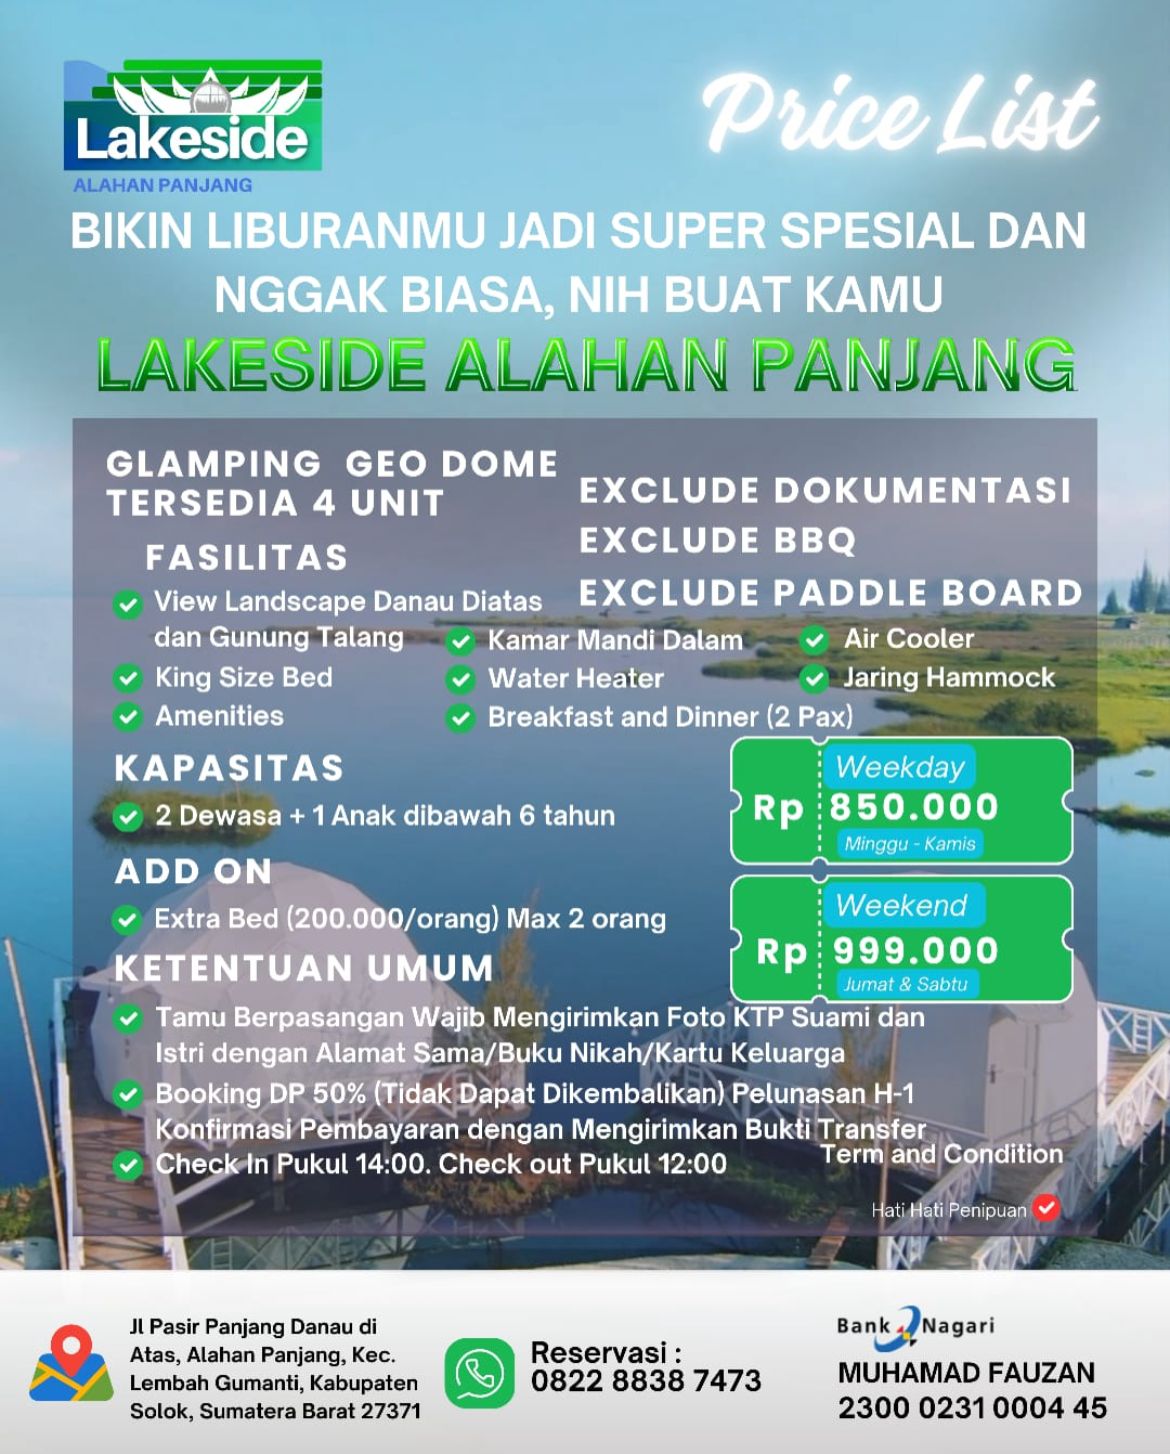 Lakeside
ALAHAN PANJANG
Price List
BIKIN LIBURANMU JADI SUPER SPESIAL DAN
NGGAK BIASA, NIH BUAT KAMU
LAKESIDE ALAHAN PANJANG
GLAMPING GEO DOME
TERSEDIA 4 UNIT
EXCLUDE DOKUMENTASI
EXCLUDE BBQ
EXCLUDE PADDLE BOARD
FASILITAS
View Landscape Danau Diatas
dan Gunung Talang
King Size Bed
Amenities
Kamar Mandi Dalam
Water Heater
Breakfast and Dinner (2 Pax)
Air Cooler
Jaring Hammock
KAPASITAS
2 Dewasa + 1 Anak dibawah 6 tahun
Weekday
Rp 850.000
Minggu - Kamis
ADD ON
Extra Bed (200.000/orang) Max 2 orang
Weekend
Rp 999.000
Jumat & Sabtu
KETENTUAN UMUM
Tamu Berpasangan Wajib Mengirimkan Foto KTP Suami dan
Istri dengan Alamat Sama/Buku Nikah/Kartu Keluarga
Booking DP 50% (Tidak Dapat Dikembalikan) Pelunasan H-1
Konfirmasi Pembayaran dengan Mengirimkan Bukti Transfer
Check In Pukul 14:00. Check out Pukul 12:00
Term and Condition
Hati Hati Penipuan
Jl Pasir Panjang Danau di
Atas, Alahan Panjang, Kec.
Lembah Gumanti, Kabupaten
Solok, Sumatera Barat 27371
Reservasi :
0822 8838 7473
Bank Nagari
MUHAMAD FAUZAN
2300 0231 0004 45